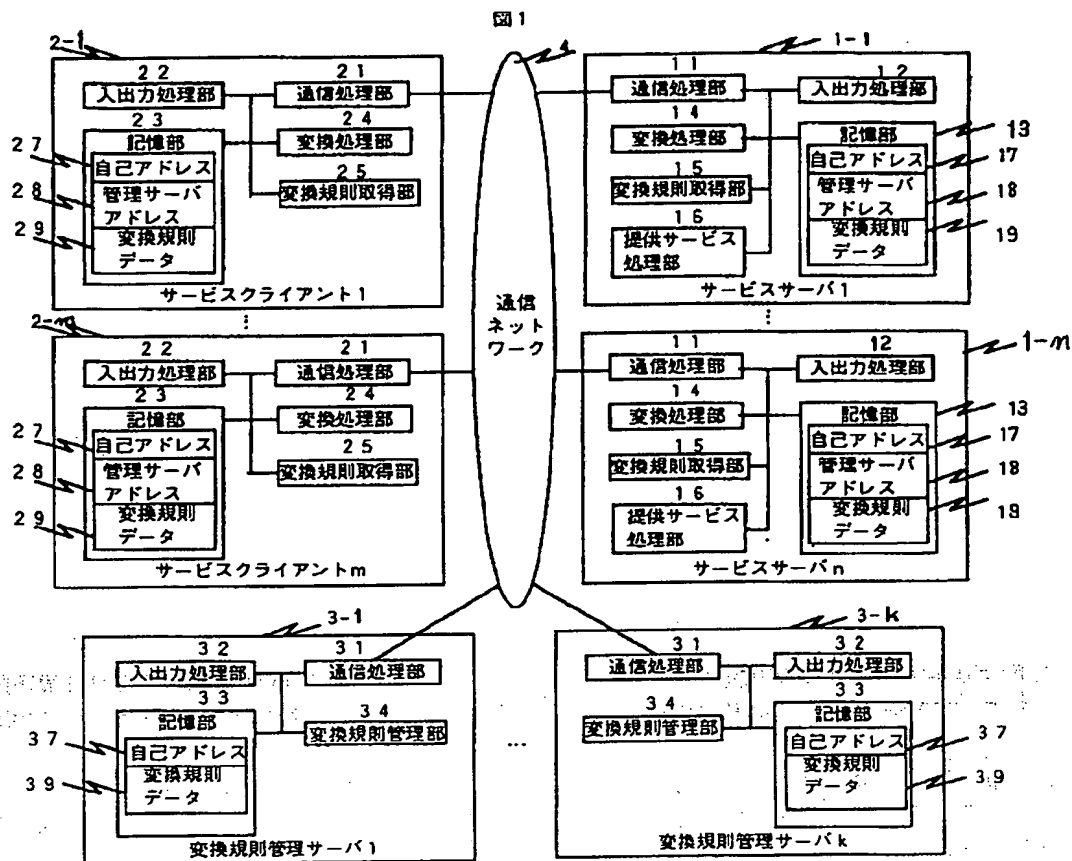 図1
2-1
22
入出力処理部
21
通信処理部
23
記憶部
24
変換処理部
27
自己アドレス
25
変換規則取得部
28
管理サーバ
アドレス
29
変換規則
データ
サービスクライアント1
4
通信
ネット
ワーク
1-1
11
通信処理部
12
入出力処理部
14
変換処理部
記憶部
13
15
変換規則取得部
自己アドレス
17
16
提供サービス
処理部
管理サーバ
アドレス
18
変換規則
データ
19
サービスサーバ1
2-m
22
入出力処理部
21
通信処理部
23
記憶部
24
変換処理部
27
自己アドレス
25
変換規則取得部
28
管理サーバ
アドレス
29
変換規則
データ
サービスクライアントm
1-n
11
通信処理部
12
入出力処理部
14
変換処理部
記憶部
13
15
変換規則取得部
自己アドレス
17
16
提供サービス
処理部
管理サーバ
アドレス
18
変換規則
データ
19
サービスサーバn
3-1
32
入出力処理部
31
通信処理部
33
記憶部
34
変換規則管理部
37
自己アドレス
39
変換規則
データ
変換規則管理サーバ1
...
3-k
31
通信処理部
32
入出力処理部
34
変換規則管理部
33
記憶部
自己アドレス
37
変換規則
データ
39
変換規則管理サーバk